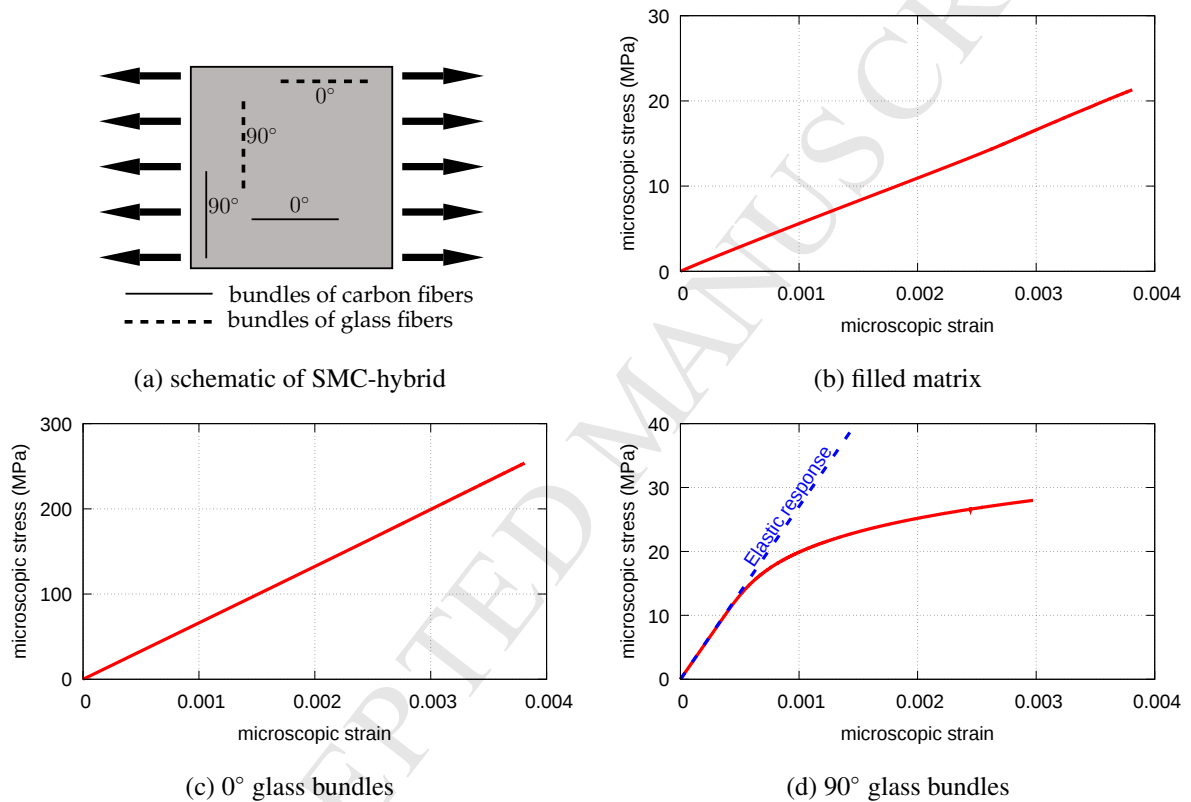 0°
90°
90°
0°
bundles of carbon fibers
bundles of glass fibers
(a) schematic of SMC-hybrid
30
20
10
0
microscopic stress (MPa)
0 0.001 0.002 0.003 0.004
microscopic strain
(b) filled matrix
300
200
100
0
microscopic stress (MPa)
0 0.001 0.002 0.003 0.004
microscopic strain
(c) 0° glass bundles
40
30
20
10
0
microscopic stress (MPa)
Elastic response
0 0.001 0.002 0.003 0.004
microscopic strain
(d) 90° glass bundles
EPTED MANUSCR